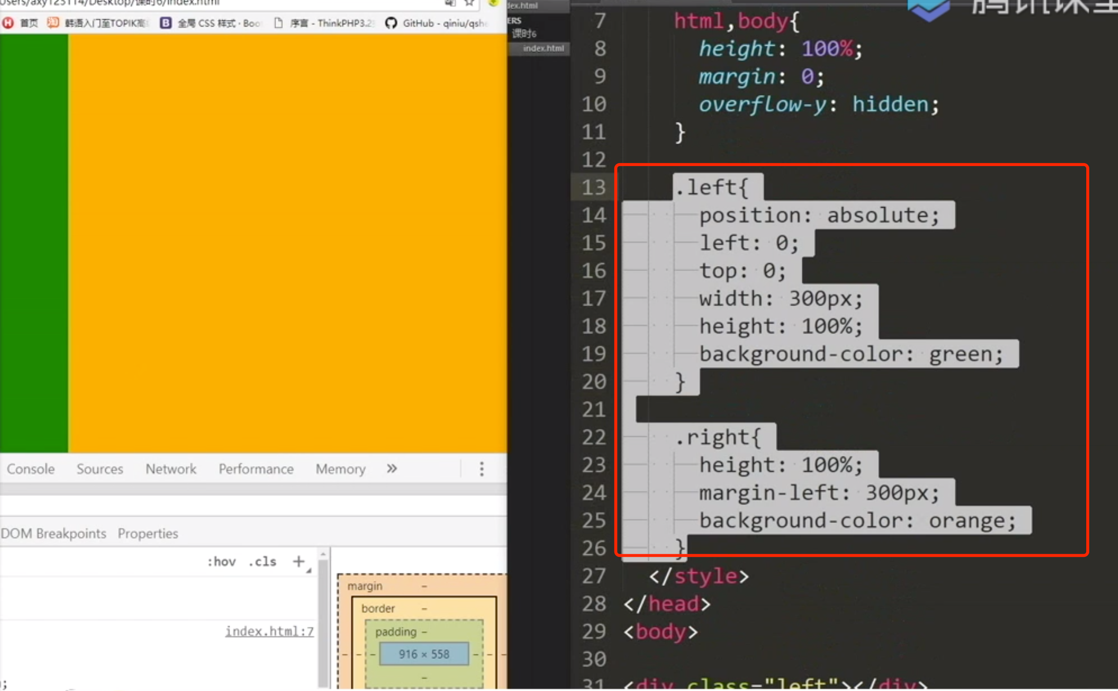 /Desktop/课时6/index.html
首页
韩语入门至TOPIK
全局 CSS 样式 · Boo
序言 - ThinkPHP3.2
GitHub - qiniu/qsh
dex.html
ERS
课时6
index.html
腾讯课堂
7 html,body{
8 height: 100%;
9 margin: 0;
10 overflow-y: hidden;
11 }
12
13 .left{
14 position: absolute;
15 left: 0;
16 top: 0;
17 width: 300px;
18 height: 100%;
19 background-color: green;
20 }
21
22 .right{
23 height: 100%;
24 margin-left: 300px;
25 background-color: orange;
26 }
27 </style>
28 </head>
29 <body>
30
31 <div class="left"></div>
Console Sources Network Performance Memory »
DOM Breakpoints Properties
:hov .cls +
index.html:7
margin -
border -
padding -
916 × 558